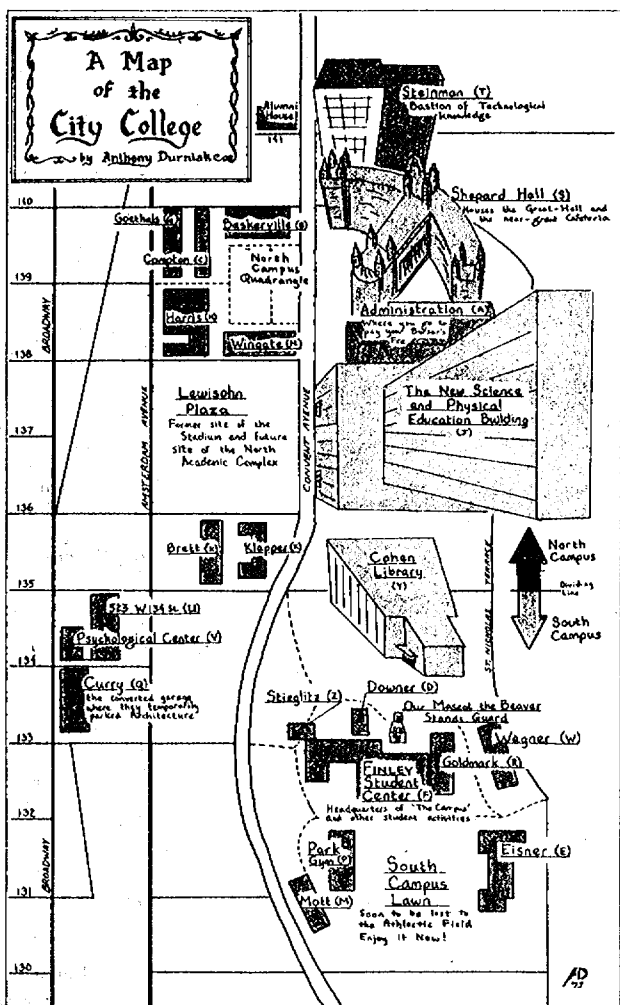 A Map
of the
City College
by Anthony Durniak
Alumni
House
141
Steinman (T)
Bastion of Technological
Knowledge
140
Goethals (G)
Baskerville (B)
Shepard Hall (S)
Houses the Great-Hall and
the near-great Cafeteria
Compton (C)
North
Campus
Quadrangle
139
Harris (H)
Administration (A)
Where you go to
pay your Bursar's
Fee
Wingate (W)
138
BROADWAY
AMSTERDAM AVENUE
CONVENT AVENUE
Lewisohn
Plaza
Former site of the
Stadium and future
site of the North
Academic Complex
The New Science
and Physical
Education Building
(J)
137
136
Brett (X)
Klapper (K)
Cohen
Library
(Y)
ST. NICHOLAS TERRACE
North
Campus
Dividing
Line
South
Campus
135
523 W 134 St. (U)
Psychological Center (V)
134
Curry (Q)
the converted garage
where they temporarily
parked Architecture
Stieglitz (Z)
Downer (D)
Our Mascot the Beaver
Stands Guard
Wagner (W)
133
Goldmark (R)
FINLEY
Student
Center (F)
Headquarters of 'The Campus'
and other student activities
132
Park
Gym (P)
Eisner (E)
BROADWAY
South
Campus
Lawn
Soon to be lost to
the Athletic Field
Enjoy it Now!
131
Mott (M)
130
AD
73